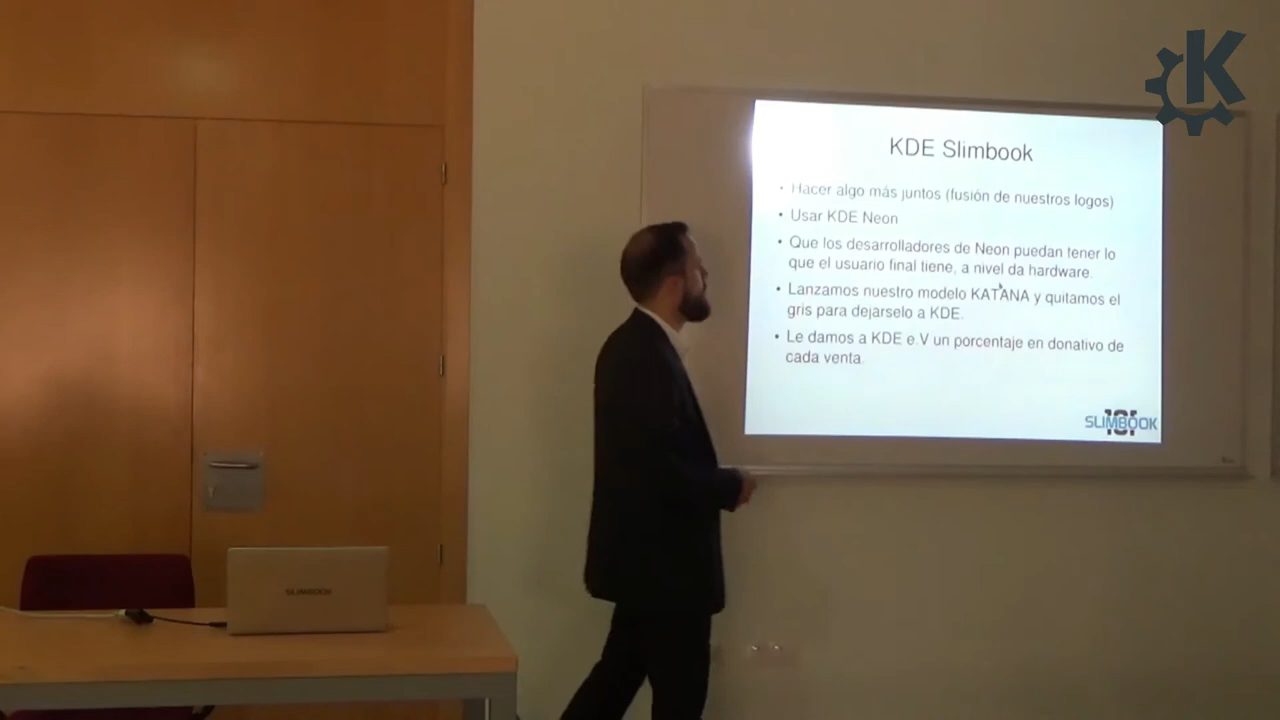 KDE Slimbook
• Hacer algo más juntos (fusión de nuestros logos)
• Usar KDE Neon
• Que los desarrolladores de Neon puedan tener lo
que el usuario final tiene, a nivel da hardware.
• Lanzamos nuestro modelo KATANA y quitamos el
gris para dejarselo a KDE.
• Le damos a KDE e.V un porcentaje en donativo de
cada venta.
SLIMBOOK
SLIMBOOK
K